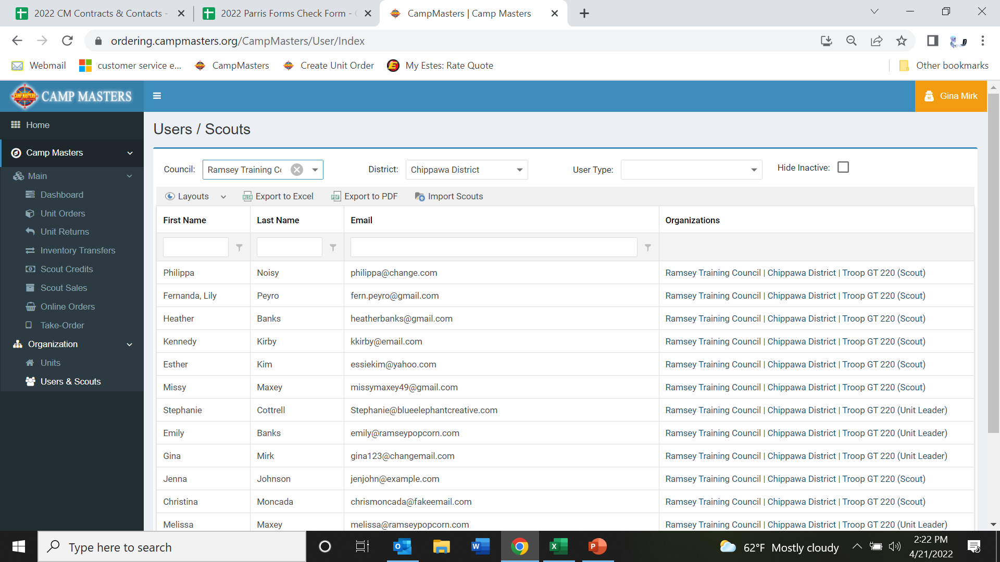 2022 CM Contracts & Contacts -
2022 Parris Forms Check Form -
CampMasters | Camp Masters
ordering.campmasters.org/CampMasters/User/Index
Webmail
customer service e...
CampMasters
Create Unit Order
My Estes: Rate Quote
Other bookmarks
CAMP MASTERS
Gina Mirk
Home
Camp Masters
Main
Dashboard
Unit Orders
Unit Returns
Inventory Transfers
Scout Credits
Scout Sales
Online Orders
Take-Order
Organization
Units
Users & Scouts
Users / Scouts
Council: Ramsey Training Co District: Chippawa District User Type: Hide Inactive:
Layouts Export to Excel Export to PDF Import Scouts
First Name Last Name Email Organizations
Philippa Noisy philippa@change.com Ramsey Training Council | Chippawa District | Troop GT 220 (Scout)
Fernanda, Lily Peyro fern.peyro@gmail.com Ramsey Training Council | Chippawa District | Troop GT 220 (Scout)
Heather Banks heatherbanks@gmail.com Ramsey Training Council | Chippawa District | Troop GT 220 (Scout)
Kennedy Kirby kkirby@email.com Ramsey Training Council | Chippawa District | Troop GT 220 (Scout)
Esther Kim essiekim@yahoo.com Ramsey Training Council | Chippawa District | Troop GT 220 (Scout)
Missy Maxey missymaxey49@gmail.com Ramsey Training Council | Chippawa District | Troop GT 220 (Scout)
Stephanie Cottrell Stephanie@blueelephantcreative.com Ramsey Training Council | Chippawa District | Troop GT 220 (Unit Leader)
Emily Banks emily@ramseypopcorn.com Ramsey Training Council | Chippawa District | Troop GT 220 (Unit Leader)
Gina Mirk gina123@changemail.com Ramsey Training Council | Chippawa District | Troop GT 220 (Unit Leader)
Jenna Johnson jenjohn@example.com Ramsey Training Council | Chippawa District | Troop GT 220 (Scout)
Christina Moncada chrismoncada@fakeemail.com Ramsey Training Council | Chippawa District | Troop GT 220 (Scout)
Melissa Maxey melissa@ramseypopcorn.com Ramsey Training Council | Chippawa District | Troop GT 220 (Unit Leader)
Type here to search
62°F Mostly cloudy
2:22 PM
4/21/2022